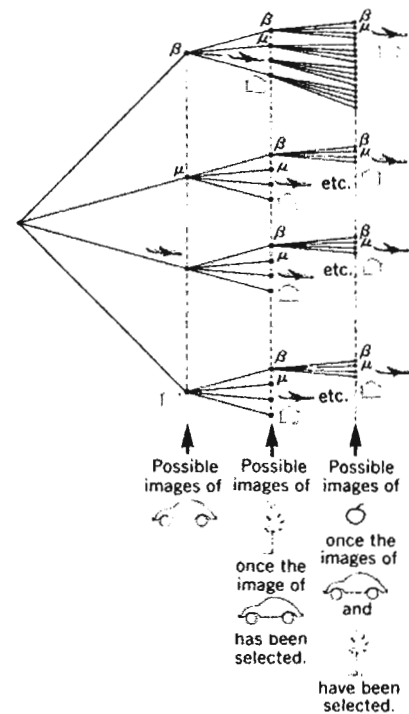 β
β
μ
β
μ
μ
β
μ
β
μ
etc.
β
μ
β
μ
etc.
β
μ
β
μ
etc.
Possible
images of
Possible
images of
once the
image of
has been
selected.
Possible
images of
once the
images of
and
have been
selected.